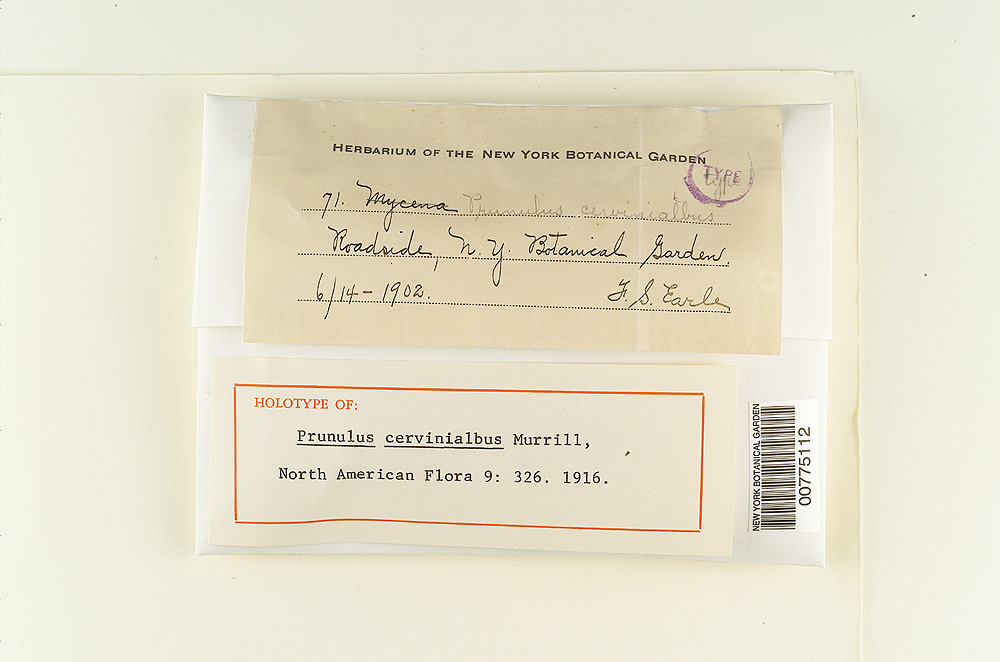 HERBARIUM OF THE NEW YORK BOTANICAL GARDEN
TYPE
type
71. Mycena Prunulus cervinialbus
Roadside, N. Y. Botanical Garden.
6/14-1902. F. S. Earle
HOLOTYPE OF:
Prunulus cervinialbus Murrill,
North American Flora 9: 326. 1916.
NEW YORK BOTANICAL GARDEN
00775112